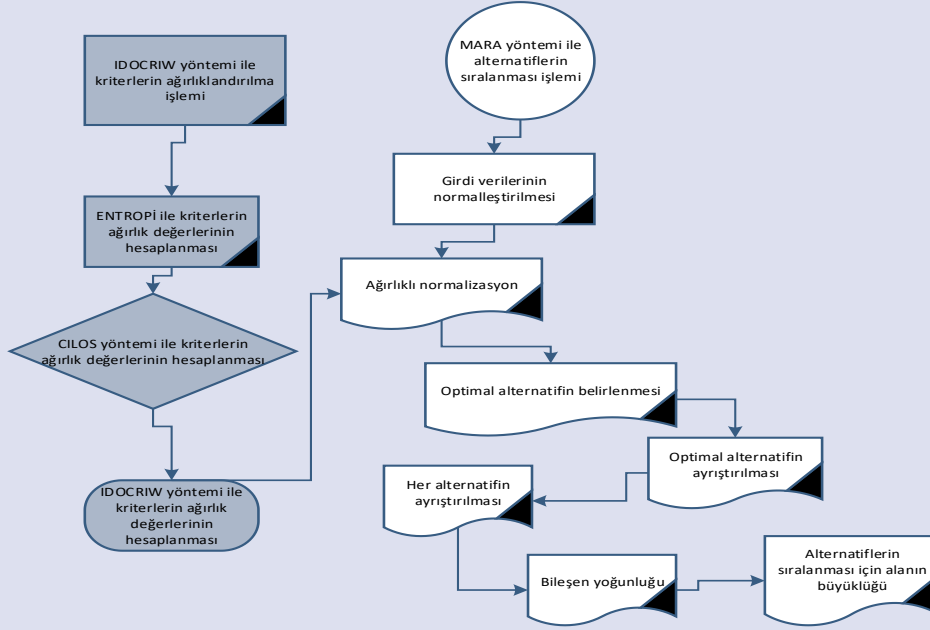 IDOCRIW yöntemi ile
kriterlerin ağırlıklandırılma
işlemi
ENTROPİ ile kriterlerin
ağırlık değerlerinin
hesaplanması
CILOS yöntemi ile kriterlerin
ağırlık değerlerinin hesaplanması
IDOCRIW yöntemi ile
kriterlerin ağırlık
değerlerinin
hesaplanması
MARA yöntemi ile
alternatiflerin
sıralanması işlemi
Girdi verilerinin
normalleştirilmesi
Ağırlıklı normalizasyon
Optimal alternatifin belirlenmesi
Optimal alternatifin
ayrıştırılması
Her alternatifin
ayrıştırılması
Bileşen yoğunluğu
Alternatiflerin
sıralanması için alanın
büyüklüğü